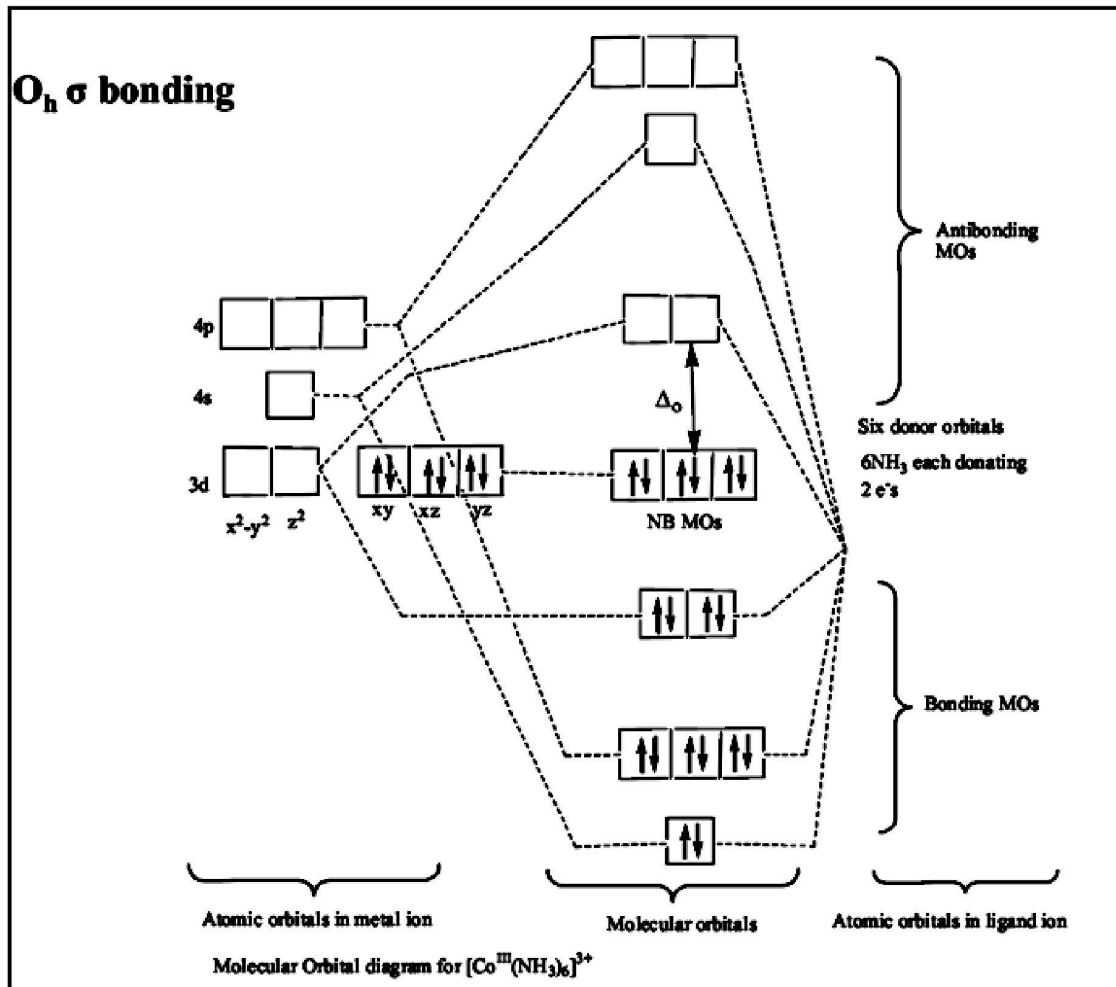 Oₕ σ bonding
Antibonding
MOs
4p
4s
Δₒ
Six donor orbitals
6NH₃ each donating
2 e⁻s
3d
x²-y² z² xy xz yz
NB MOs
Bonding MOs
Atomic orbitals in metal ion
Molecular orbitals
Atomic orbitals in ligand ion
Molecular Orbital diagram for [Coᴵᴵᴵ(NH₃)₆]³⁺